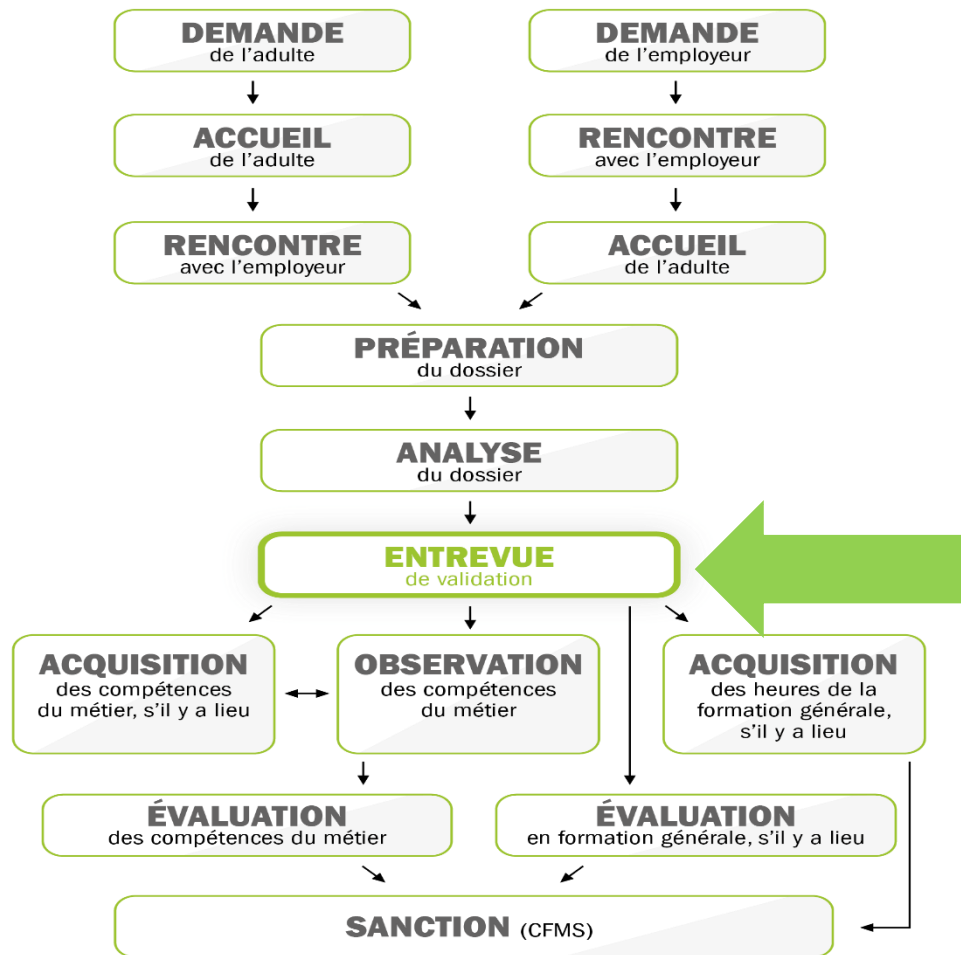 DEMANDE
de l'adulte
DEMANDE
de l'employeur
ACCUEIL
de l'adulte
RENCONTRE
avec l'employeur
RENCONTRE
avec l'employeur
ACCUEIL
de l'adulte
PRÉPARATION
du dossier
ANALYSE
du dossier
ENTREVUE
de validation
ACQUISITION
des compétences
du métier, s'il y a lieu
OBSERVATION
des compétences
du métier
ACQUISITION
des heures de la
formation générale,
s'il y a lieu
ÉVALUATION
des compétences du métier
ÉVALUATION
en formation générale, s'il y a lieu
SANCTION (CFMS)